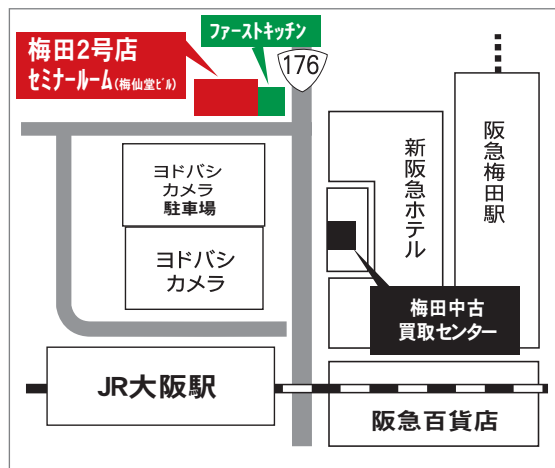 梅田2号店
セミナールーム(梅仙堂ビル)
ファーストキッチン
176
ヨドバシ
カメラ
駐車場
ヨドバシ
カメラ
新阪急ホテル
阪急梅田駅
梅田中古
買取センター
JR大阪駅
阪急百貨店